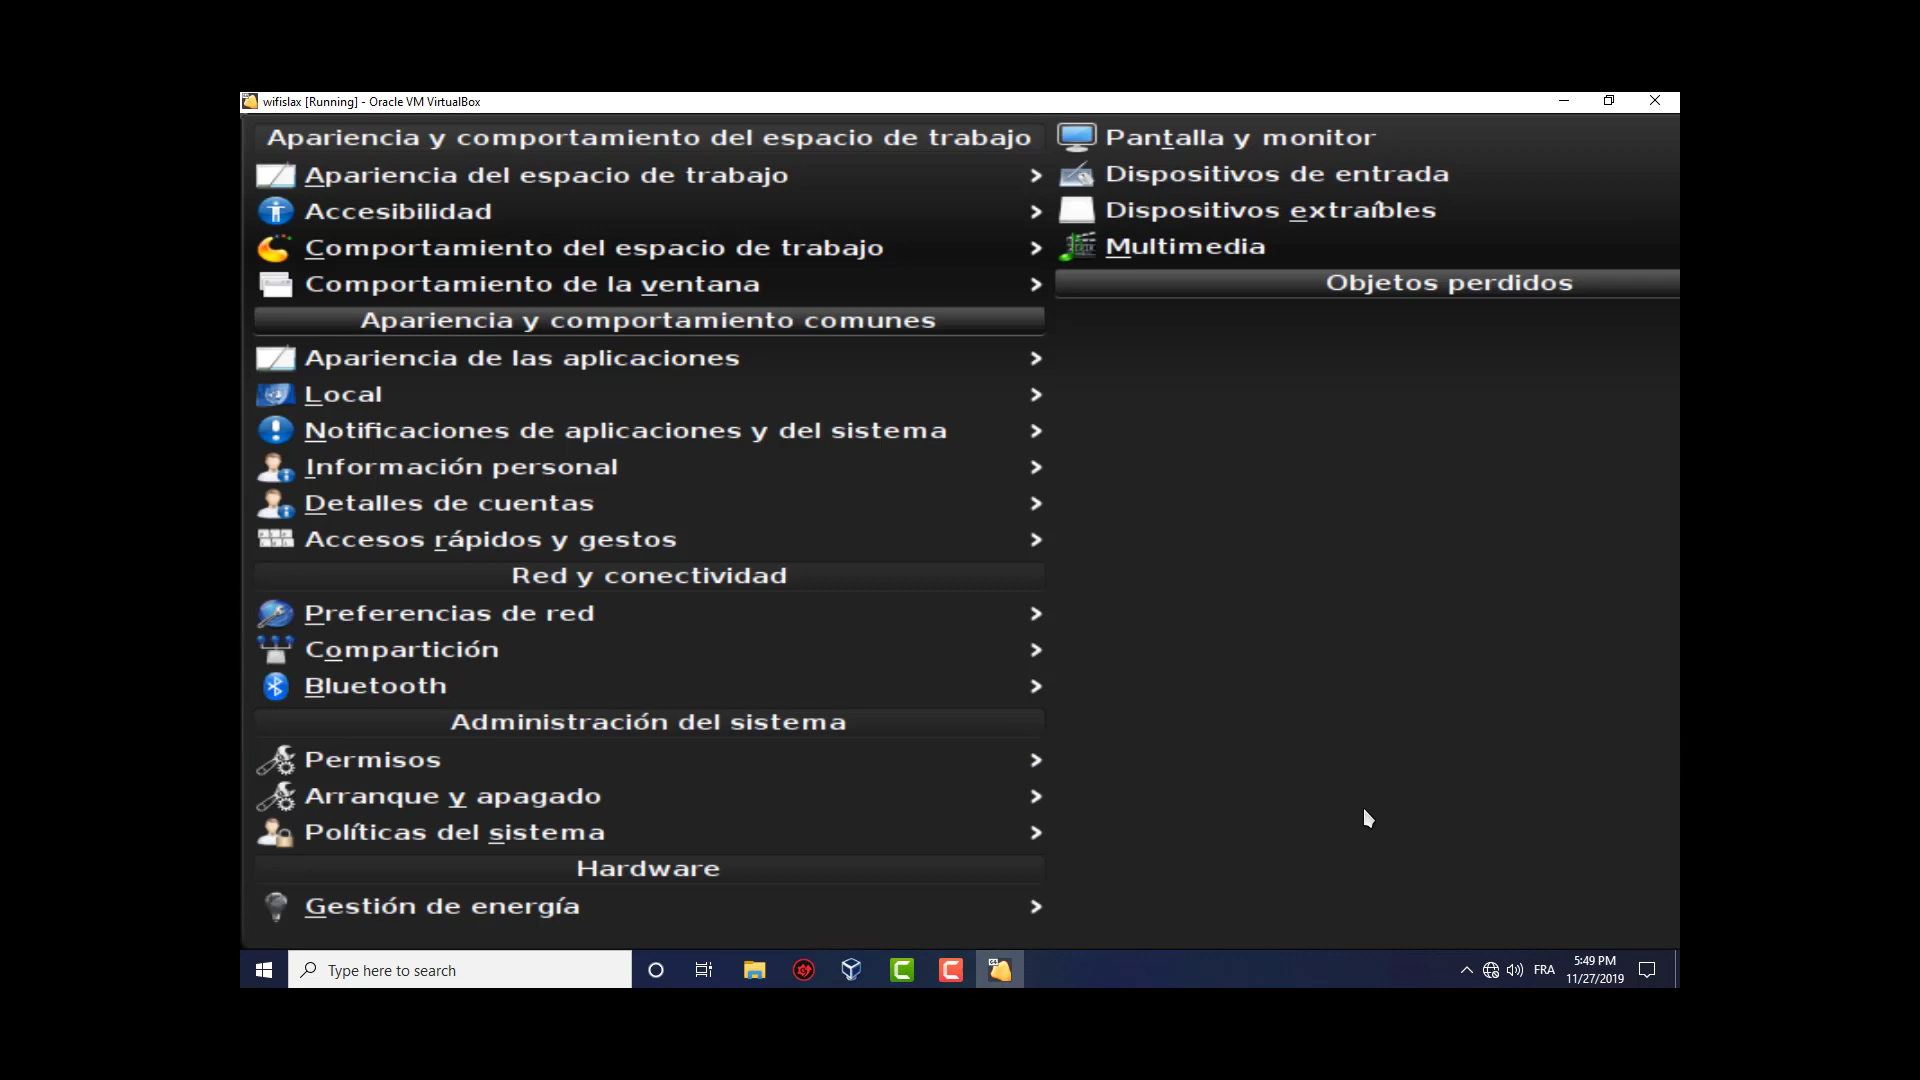 wifislax [Running] - Oracle VM VirtualBox
Apariencia y comportamiento del espacio de trabajo
Apariencia del espacio de trabajo
Accesibilidad
Comportamiento del espacio de trabajo
Comportamiento de la ventana
Apariencia y comportamiento comunes
Apariencia de las aplicaciones
Local
Notificaciones de aplicaciones y del sistema
Información personal
Detalles de cuentas
Accesos rápidos y gestos
Red y conectividad
Preferencias de red
Compartición
Bluetooth
Administración del sistema
Permisos
Arranque y apagado
Políticas del sistema
Hardware
Gestión de energía
Pantalla y monitor
Dispositivos de entrada
Dispositivos extraíbles
Multimedia
Objetos perdidos
Type here to search
FRA
5:49 PM
11/27/2019